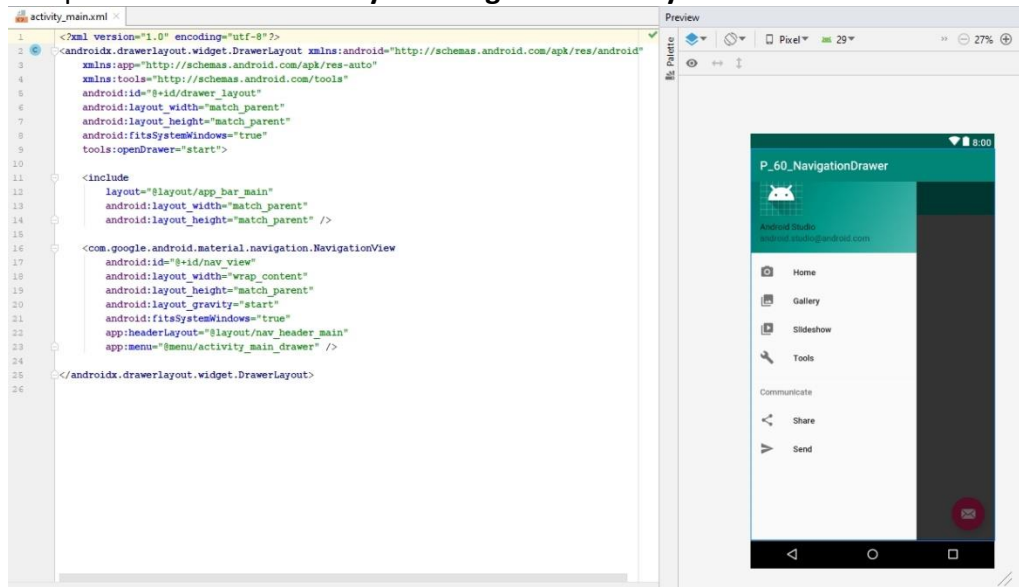 activity_main.xml
Preview
1 <?xml version="1.0" encoding="utf-8"?>
2 <androidx.drawerlayout.widget.DrawerLayout xmlns:android="http://schemas.android.com/apk/res/android"
3 xmlns:app="http://schemas.android.com/apk/res-auto"
4 xmlns:tools="http://schemas.android.com/tools"
5 android:id="@+id/drawer_layout"
6 android:layout_width="match_parent"
7 android:layout_height="match_parent"
8 android:fitsSystemWindows="true"
9 tools:openDrawer="start">
10
11 <include
12 layout="@layout/app_bar_main"
13 android:layout_width="match_parent"
14 android:layout_height="match_parent" />
15
16 <com.google.android.material.navigation.NavigationView
17 android:id="@+id/nav_view"
18 android:layout_width="wrap_content"
19 android:layout_height="match_parent"
20 android:layout_gravity="start"
21 android:fitsSystemWindows="true"
22 app:headerLayout="@layout/nav_header_main"
23 app:menu="@menu/activity_main_drawer" />
24
25 </androidx.drawerlayout.widget.DrawerLayout>
26
Palette
Pixel 29 27%
8:00
P_60_NavigationDrawer
Android Studio
android.studio@android.com
Home
Gallery
Slideshow
Tools
Communicate
Share
Send